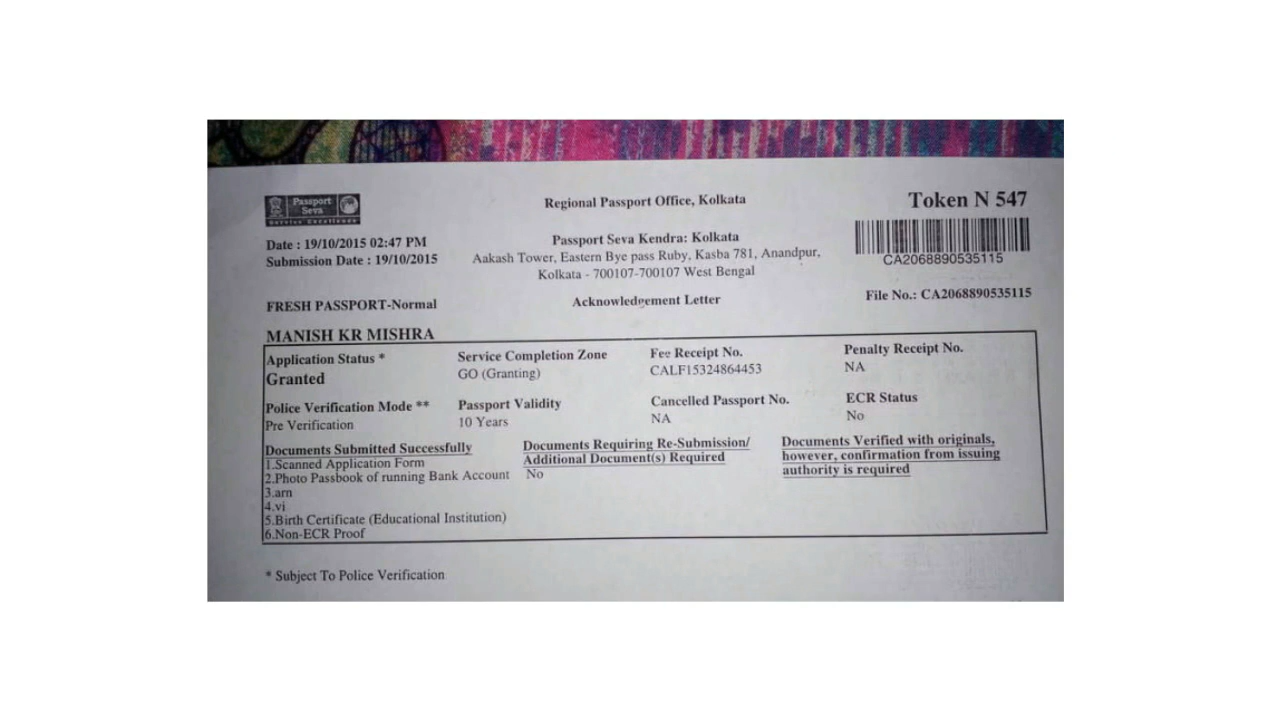 Passport
Seva
Service Excellence
Regional Passport Office, Kolkata
Token N 547
Date : 19/10/2015 02:47 PM
Submission Date : 19/10/2015
Passport Seva Kendra: Kolkata
Aakash Tower, Eastern Bye pass Ruby, Kasba 781, Anandpur,
Kolkata - 700107-700107 West Bengal
CA2068890535115
FRESH PASSPORT-Normal
Acknowledgement Letter
File No.: CA2068890535115
MANISH KR MISHRA
Application Status * Service Completion Zone Fee Receipt No. Penalty Receipt No.
Granted GO (Granting) CALF15324864453 NA
Police Verification Mode ** Passport Validity Cancelled Passport No. ECR Status
Pre Verification 10 Years NA No
Documents Submitted Successfully
1.Scanned Application Form
2.Photo Passbook of running Bank Account
3.arn
4.vi
5.Birth Certificate (Educational Institution)
6.Non-ECR Proof
Documents Requiring Re-Submission/
Additional Document(s) Required
No
Documents Verified with originals,
however, confirmation from issuing
authority is required
* Subject To Police Verification